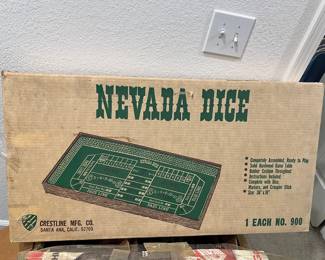 NEVADA DICE
• Completely Assembled, Ready to Play
• Solid Hardwood Game Table
• Rubber Cushion Throughout
• Instructions Included
• Complete with Dice,
Markers, and Croupier Stick
• Size: 36" x 18"
CRESTLINE MFG. CO.
SANTA ANA, CALIF. 92705
1 EACH NO. 900